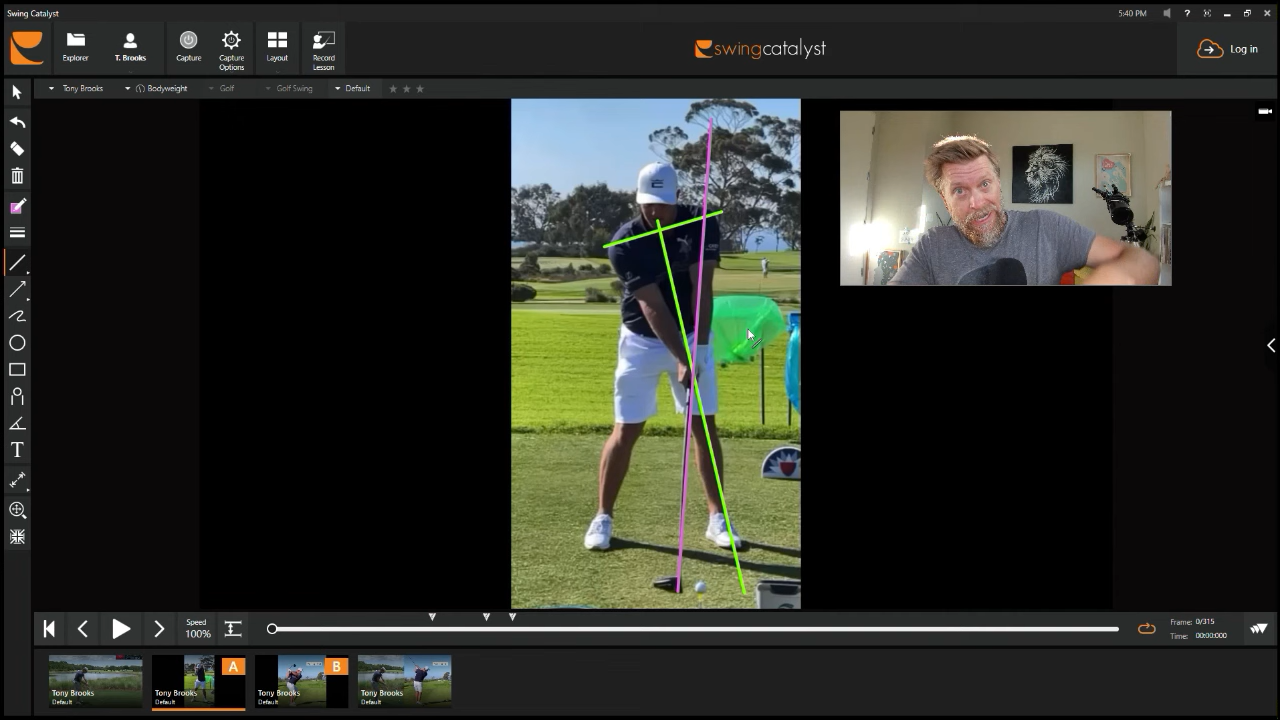 Swing Catalyst
5:40 PM
?
Explorer
T. Brooks
Capture
Capture Options
Layout
Record Lesson
swingcatalyst
Log in
Tony Brooks
Bodyweight
Golf
Golf Swing
Default
T
Speed
100%
Frame: 0/315
Time: 00:00:000
A
Tony Brooks
Default
Tony Brooks
Default
B
Tony Brooks
Default
Tony Brooks
Default